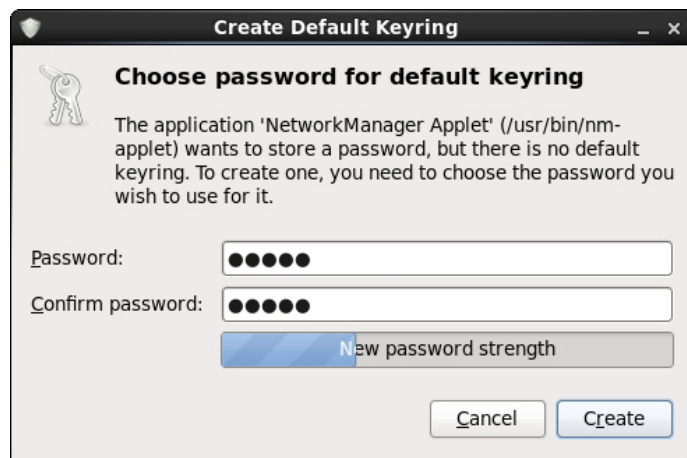 Create Default Keyring
Choose password for default keyring
The application 'NetworkManager Applet' (/usr/bin/nm-
applet) wants to store a password, but there is no default
keyring. To create one, you need to choose the password you
wish to use for it.
Password: ●●●●●
Confirm password: ●●●●●
New password strength
Cancel Create